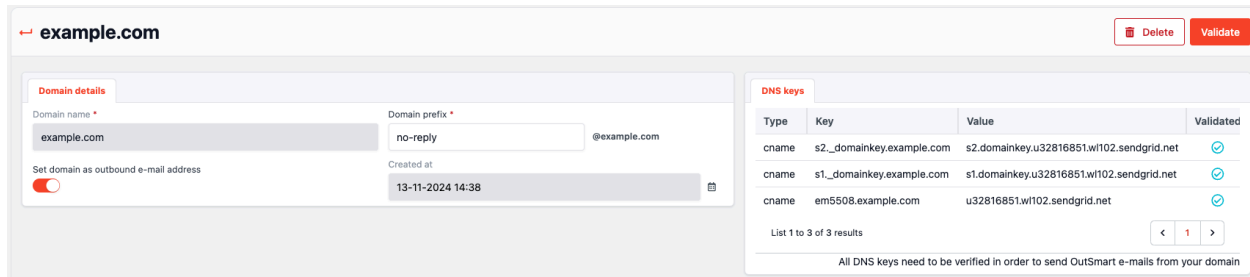 example.com
Delete
Validate
Domain details
Domain name *
example.com
Domain prefix *
no-reply
@example.com
Set domain as outbound e-mail address
Created at
13-11-2024 14:38
DNS keys
Type Key Value Validated
cname s2._domainkey.example.com s2.domainkey.u32816851.wl102.sendgrid.net
cname s1._domainkey.example.com s1.domainkey.u32816851.wl102.sendgrid.net
cname em5508.example.com u32816851.wl102.sendgrid.net
List 1 to 3 of 3 results
1
All DNS keys need to be verified in order to send OutSmart e-mails from your domain